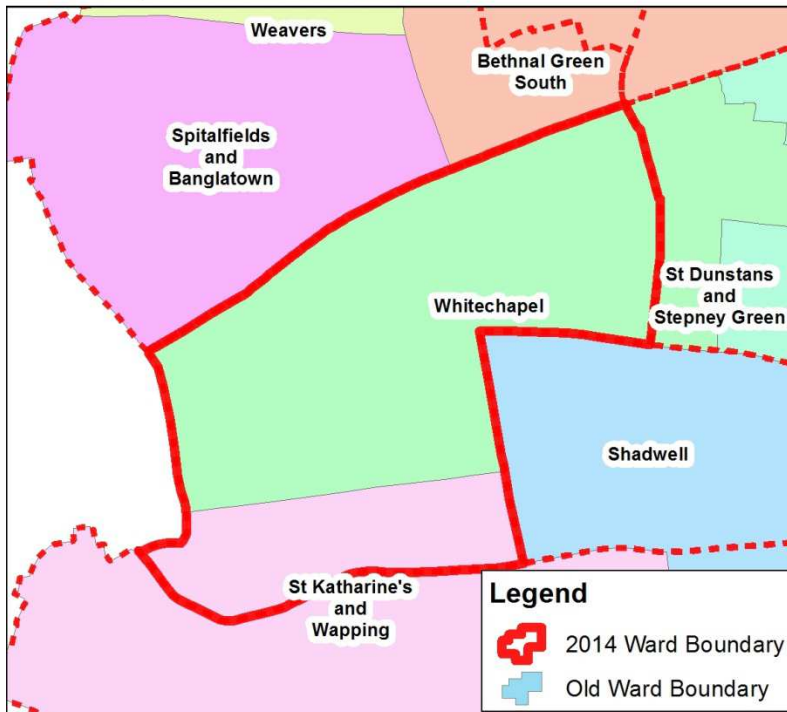 Weavers
Bethnal Green
South
Spitalfields
and
Banglatown
St Dunstans
and
Stepney Green
Whitechapel
Shadwell
St Katharine's
and
Wapping
Legend
2014 Ward Boundary
Old Ward Boundary